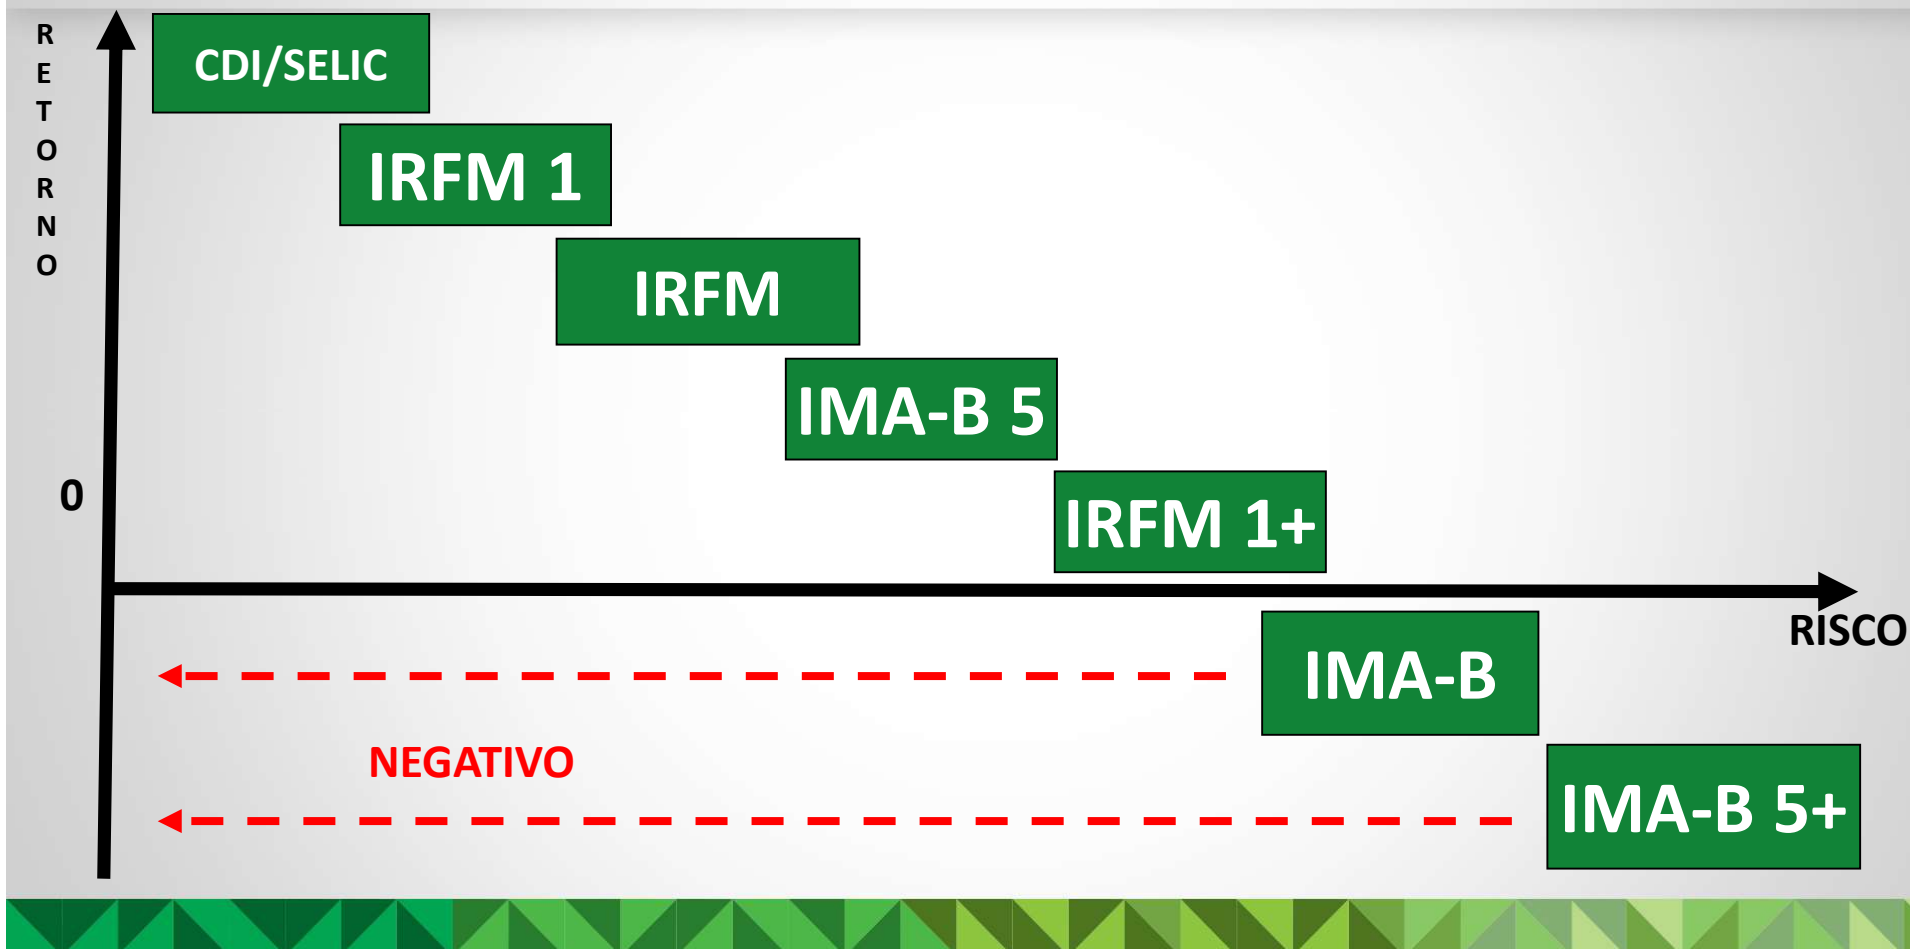 RETORNO
CDI/SELIC
IRFM 1
IRFM
IMA-B 5
0
IRFM 1+
RISCO
IMA-B
NEGATIVO
IMA-B 5+